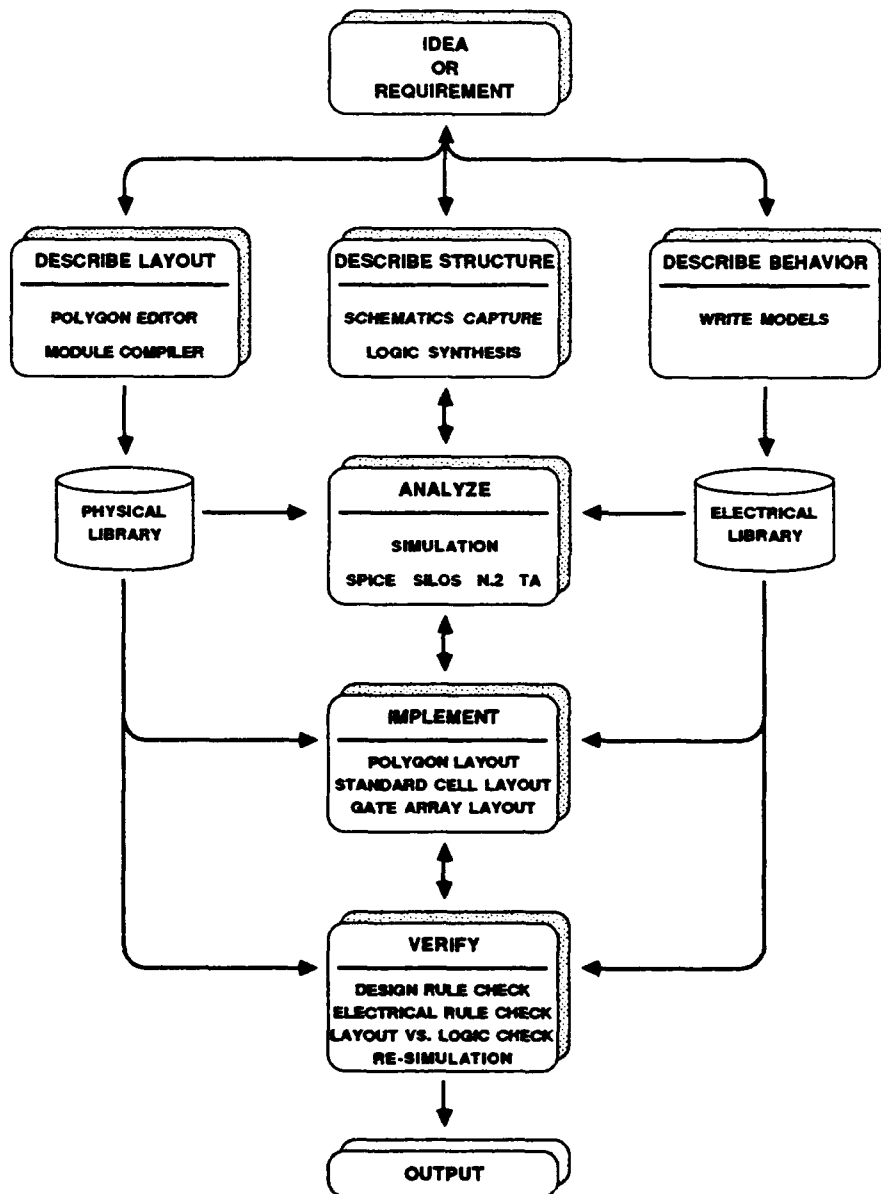 IDEA
OR
REQUIREMENT
DESCRIBE LAYOUT
POLYGON EDITOR
MODULE COMPILER
DESCRIBE STRUCTURE
SCHEMATICS CAPTURE
LOGIC SYNTHESIS
DESCRIBE BEHAVIOR
WRITE MODELS
PHYSICAL
LIBRARY
ANALYZE
SIMULATION
SPICE SILOS N.2 TA
ELECTRICAL
LIBRARY
IMPLEMENT
POLYGON LAYOUT
STANDARD CELL LAYOUT
GATE ARRAY LAYOUT
VERIFY
DESIGN RULE CHECK
ELECTRICAL RULE CHECK
LAYOUT VS. LOGIC CHECK
RE-SIMULATION
OUTPUT